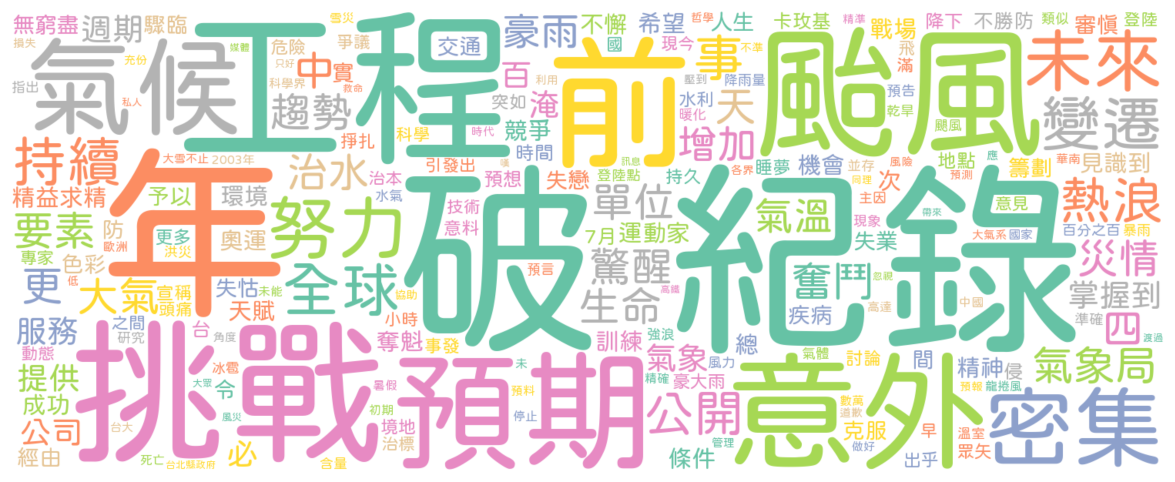 無窮盡
週期
驟臨
雪災
危險
爭議
交通
豪雨
不懈
希望
卡玫基
類似
哲學
人生
戰場
精準
降下
不勝防
審慎
登陸
損失
媒體
充份
只好
國
現今
飛
滿
氣候
工程
前
颱風
未來
指出
私人
科學界
救命
中
實
百
事
天
趨勢
突如
淹
水利
壓到
利用
不準
降雨量
暖化
預告
乾旱
颶風
變遷
掙扎
科學
競爭
時代
增加
持續
大雪不止
2003年
治水
治本
引發出
時間
登陸點
訊息
各界
睡夢
機會
並存
同理
風險
地點
預測
應
華南
籌劃
見識到
精益求精
予以
環境
水氣
預想
失戀
持久
次
主因
年
破紀錄
要素
防
歐洲
更多
洪災
奧運
努力
技術
意料
單位
7月
運動家
氣溫
現象
失業
意見
帶來
大氣系
國家
熱浪
百分之百
暴雨
專家
色彩
低
更
大氣
宣稱
頭痛
失怙
未能
天賦
全球
協助
預言
驚醒
高鐵
生命
奮鬥
忽視
高達
中國
災情
掌握到
準確
服務
之間
研究
台
角度
小時
疾病
四
渡過
動態
挑戰
奪魁
事發
預期
訓練
強浪
氣象
風力
總
意外
氣體
討論
間
精神
侵
氣象局
提供
成功
冰雹
令
大眾
風災
暑假
未
預料
精確
豪大雨
數萬
道歉
預報
龍捲風
密集
公司
經由
台大
死亡
台北縣政府
必
初期
境地
治標
含量
停止
公開
條件
管理
克服
做好
早
出乎
溫室
眾矢